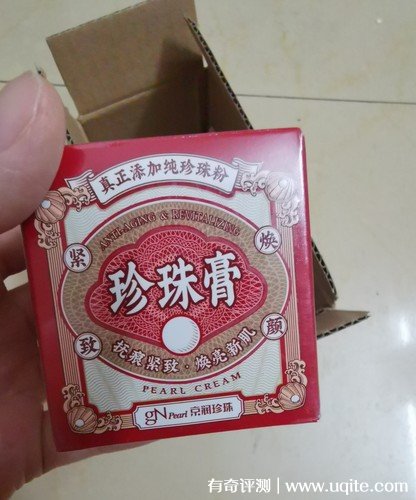 真正添加纯珍珠粉
ANTI-AGING & REVITALIZING
紧 焕
珍珠膏
致 颜
抗皱紧致·焕亮新肌
PEARL CREAM
gN Pearl 京润珍珠
有奇评测 | www.uqite.com